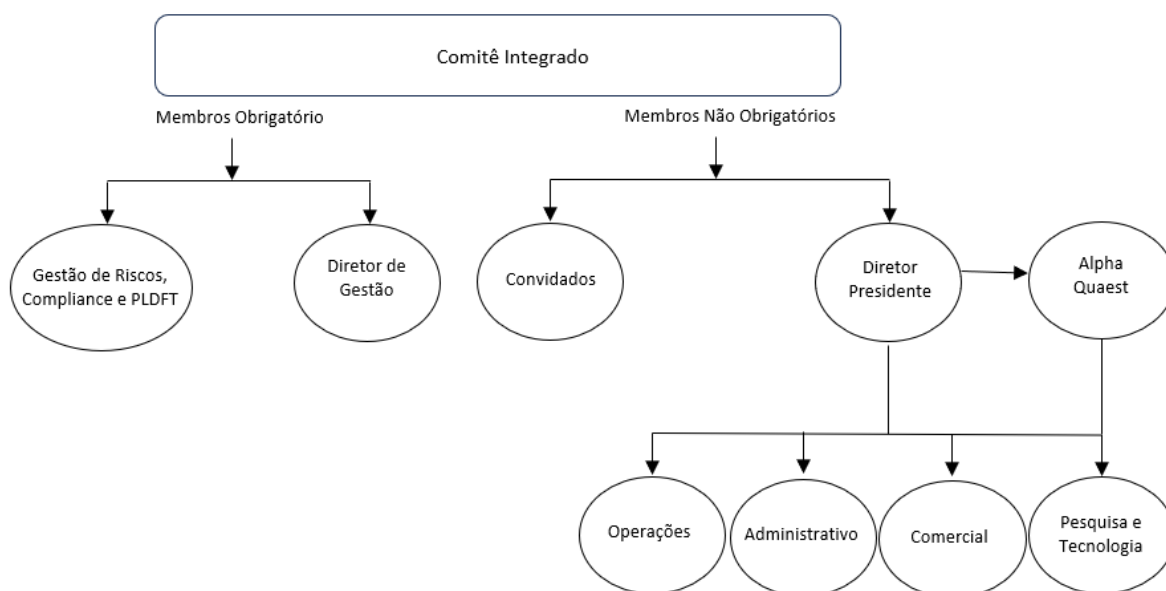 Comitê Integrado
Membros Obrigatório
Membros Não Obrigatórios
Gestão de Riscos,
Compliance e PLDFT
Diretor de
Gestão
Convidados
Diretor
Presidente
Alpha
Quaest
Operações
Administrativo
Comercial
Pesquisa e
Tecnologia